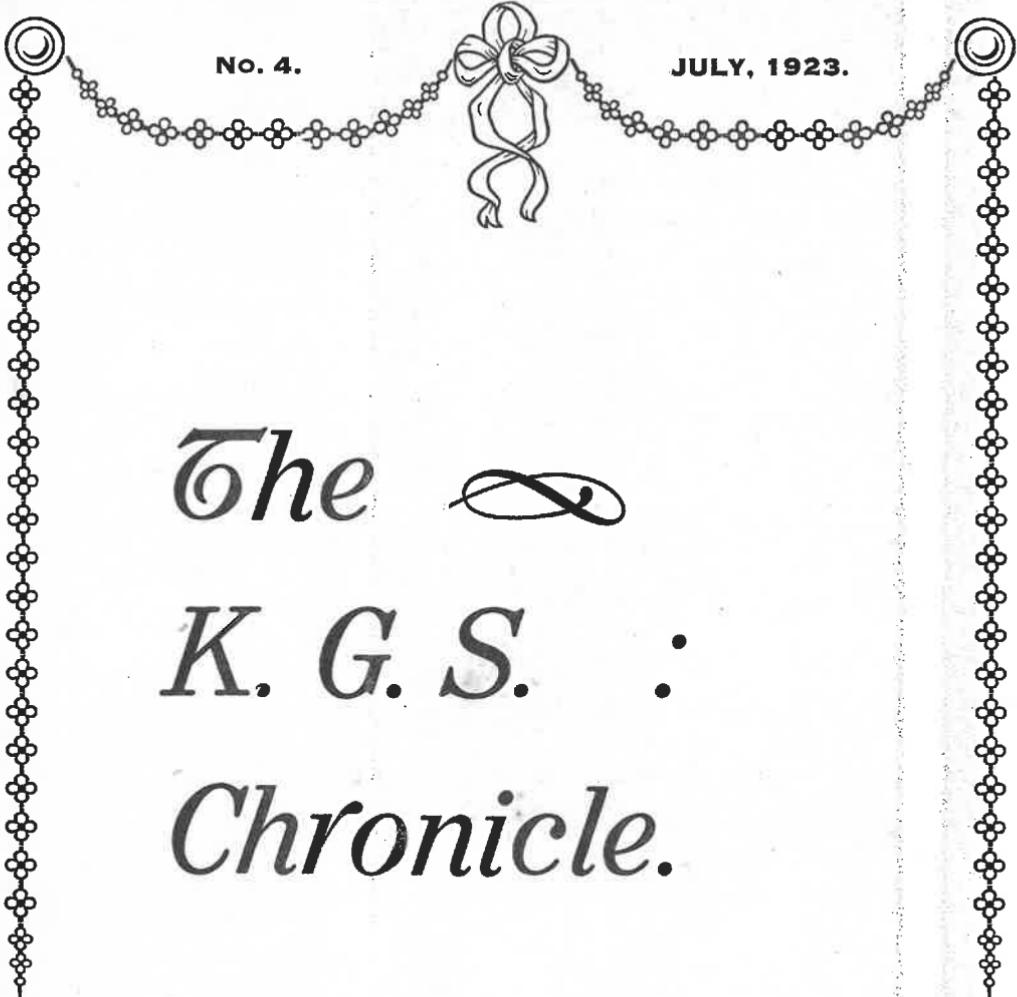 No. 4.
JULY, 1923.
The
K. G. S. :
Chronicle.